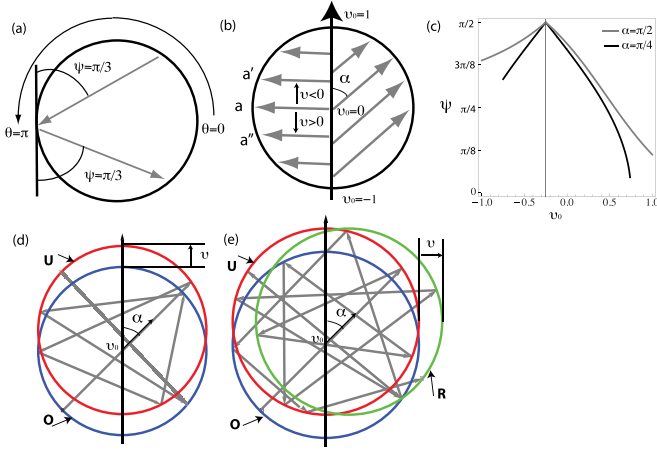 (a)
ψ=π/3
θ=π
θ=0
ψ=π/3
(b)
υ₀=1
a'
α
υ<0
a
υ₀=0
υ>0
a''
υ₀=-1
(c)
α=π/2
α=π/4
π/2
3π/8
ψ
π/4
π/8
0
-1.0 -0.5 0.0 0.5 1.0
υ₀
(d)
U
υ
α
υ₀
O
(e)
U
υ
α
υ₀
O
R